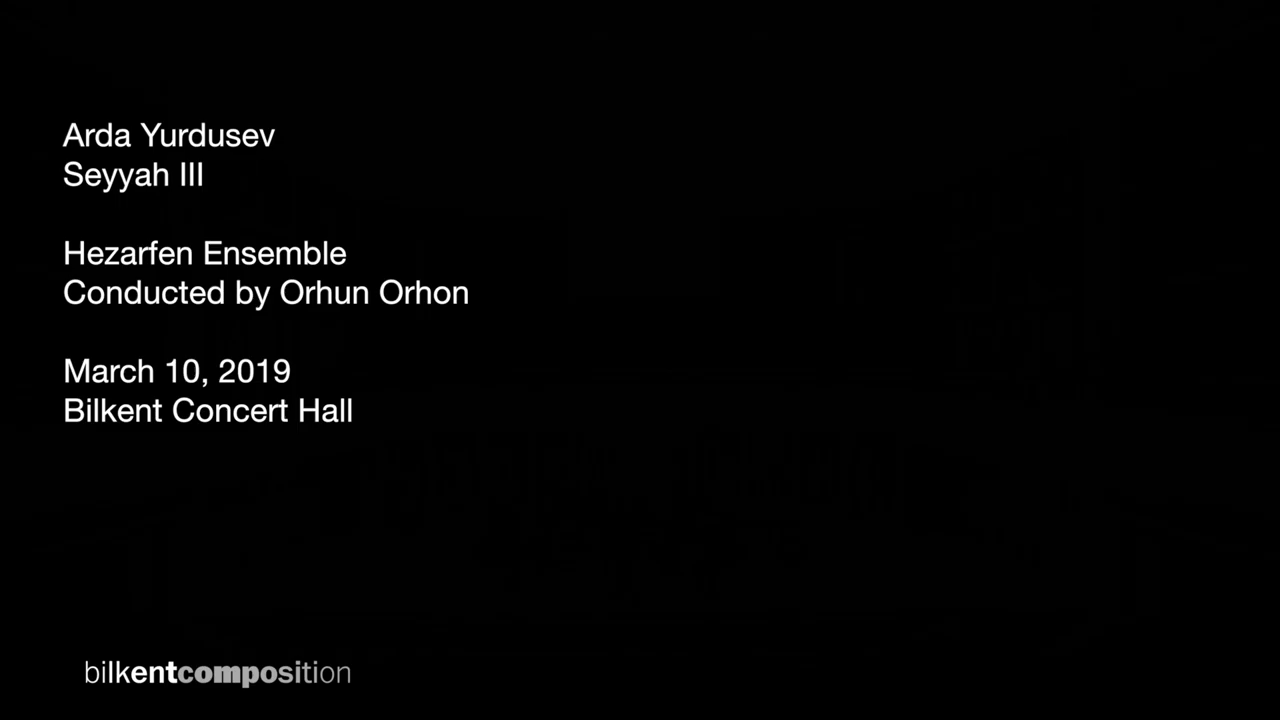 Arda Yurdusev
Seyyah III
Hezarfen Ensemble
Conducted by Orhun Orhon
March 10, 2019
Bilkent Concert Hall
bilkentcomposition